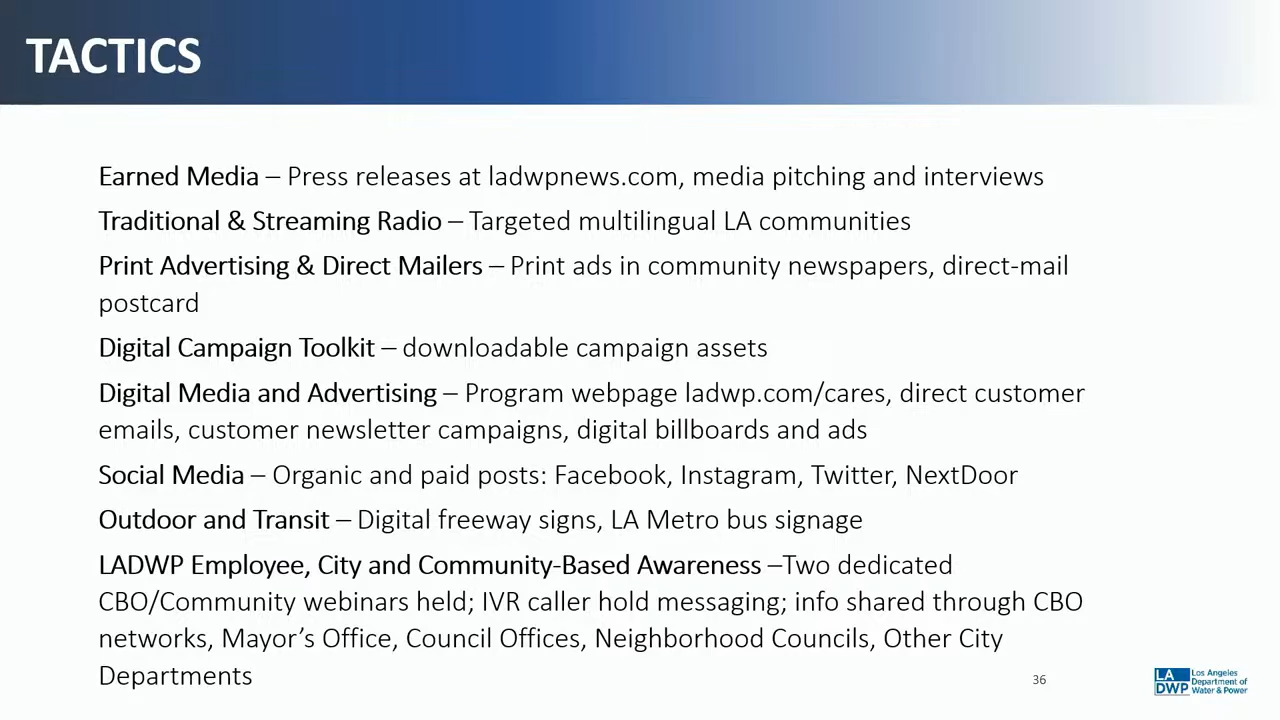 TACTICS
Earned Media – Press releases at ladwpnews.com, media pitching and interviews
Traditional & Streaming Radio – Targeted multilingual LA communities
Print Advertising & Direct Mailers – Print ads in community newspapers, direct-mail
postcard
Digital Campaign Toolkit – downloadable campaign assets
Digital Media and Advertising – Program webpage ladwp.com/cares, direct customer
emails, customer newsletter campaigns, digital billboards and ads
Social Media – Organic and paid posts: Facebook, Instagram, Twitter, NextDoor
Outdoor and Transit – Digital freeway signs, LA Metro bus signage
LADWP Employee, City and Community-Based Awareness –Two dedicated
CBO/Community webinars held; IVR caller hold messaging; info shared through CBO
networks, Mayor’s Office, Council Offices, Neighborhood Councils, Other City
Departments
36
LA
DWP
Los Angeles
Department of
Water & Power